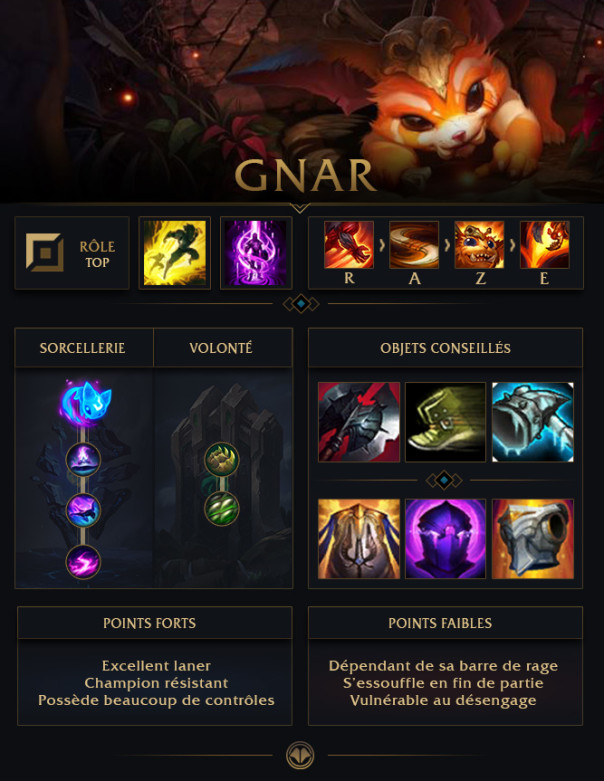 GNAR
RÔLE
TOP
R
A
Z
E
SORCELLERIE
VOLONTÉ
OBJETS CONSEILLÉS
POINTS FORTS
Excellent laner
Champion résistant
Possède beaucoup de contrôles
POINTS FAIBLES
Dépendant de sa barre de rage
S'essouffle en fin de partie
Vulnérable au désengage